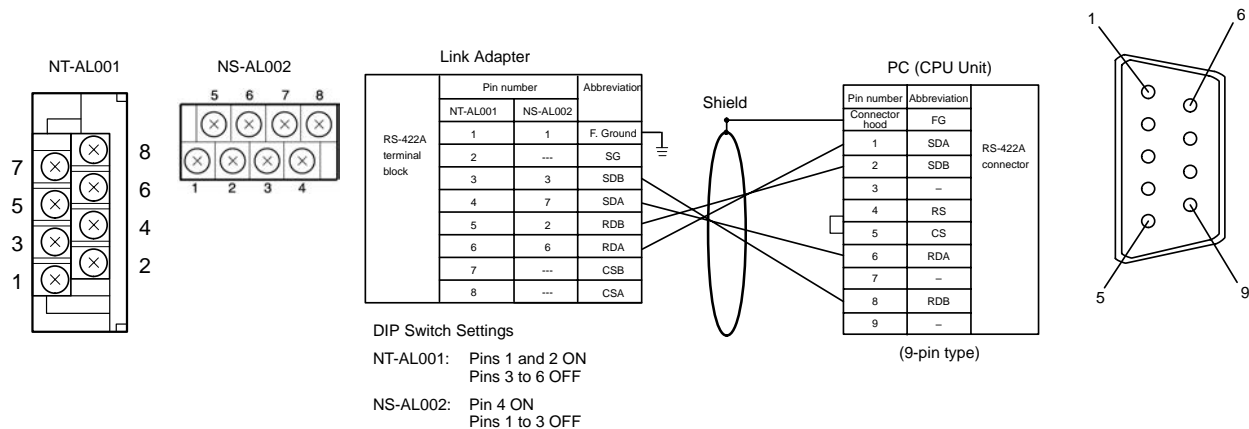 NT-AL001
7
5
3
1
8
6
4
2
NS-AL002
5 6 7 8
1 2 3 4
Link Adapter
RS-422A
terminal
block
Pin number Abbreviation
NT-AL001 NS-AL002
1 1 F. Ground
2 --- SG
3 3 SDB
4 7 SDA
5 2 RDB
6 6 RDA
7 --- CSB
8 --- CSA
DIP Switch Settings
NT-AL001: Pins 1 and 2 ON
Pins 3 to 6 OFF
NS-AL002: Pin 4 ON
Pins 1 to 3 OFF
Shield
PC (CPU Unit)
Pin number Abbreviation
Connector
hood FG
1 SDA
2 SDB
3 –
4 RS
5 CS
6 RDA
7 –
8 RDB
9 –
RS-422A
connector
(9-pin type)
1
6
5
9